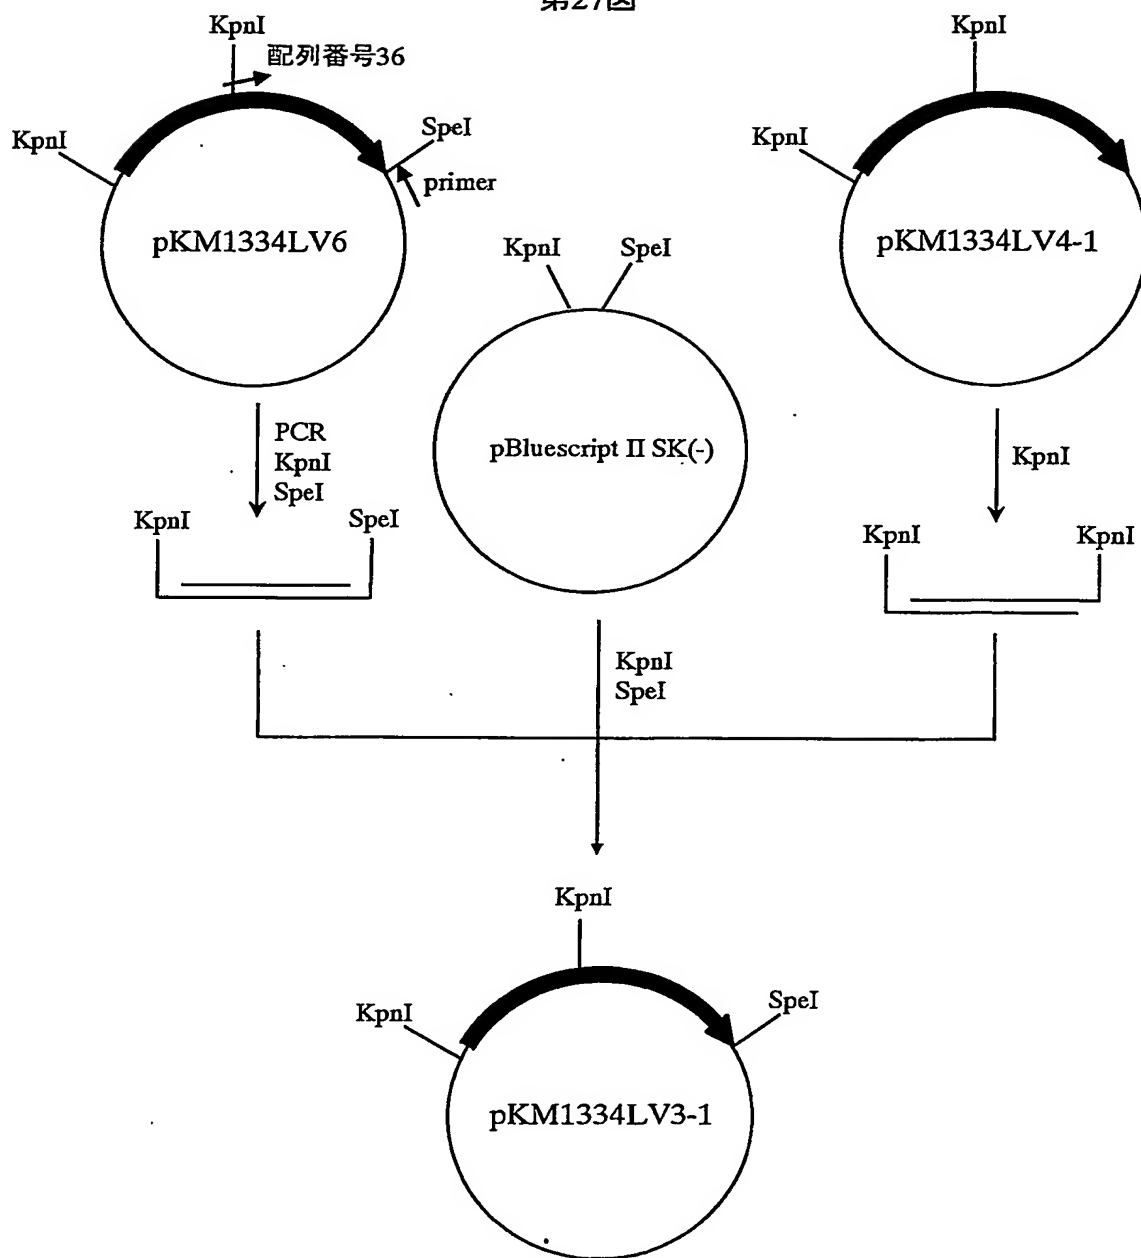 第27図
KpnI
配列番号36
KpnI
SpeI
primer
pKM1334LV6
KpnI
KpnI
pKM1334LV4-1
KpnI
SpeI
pBluescript II SK(-)
PCR
KpnI
SpeI
KpnI
SpeI
KpnI
KpnI
KpnI
KpnI
SpeI
KpnI
KpnI
SpeI
pKM1334LV3-1